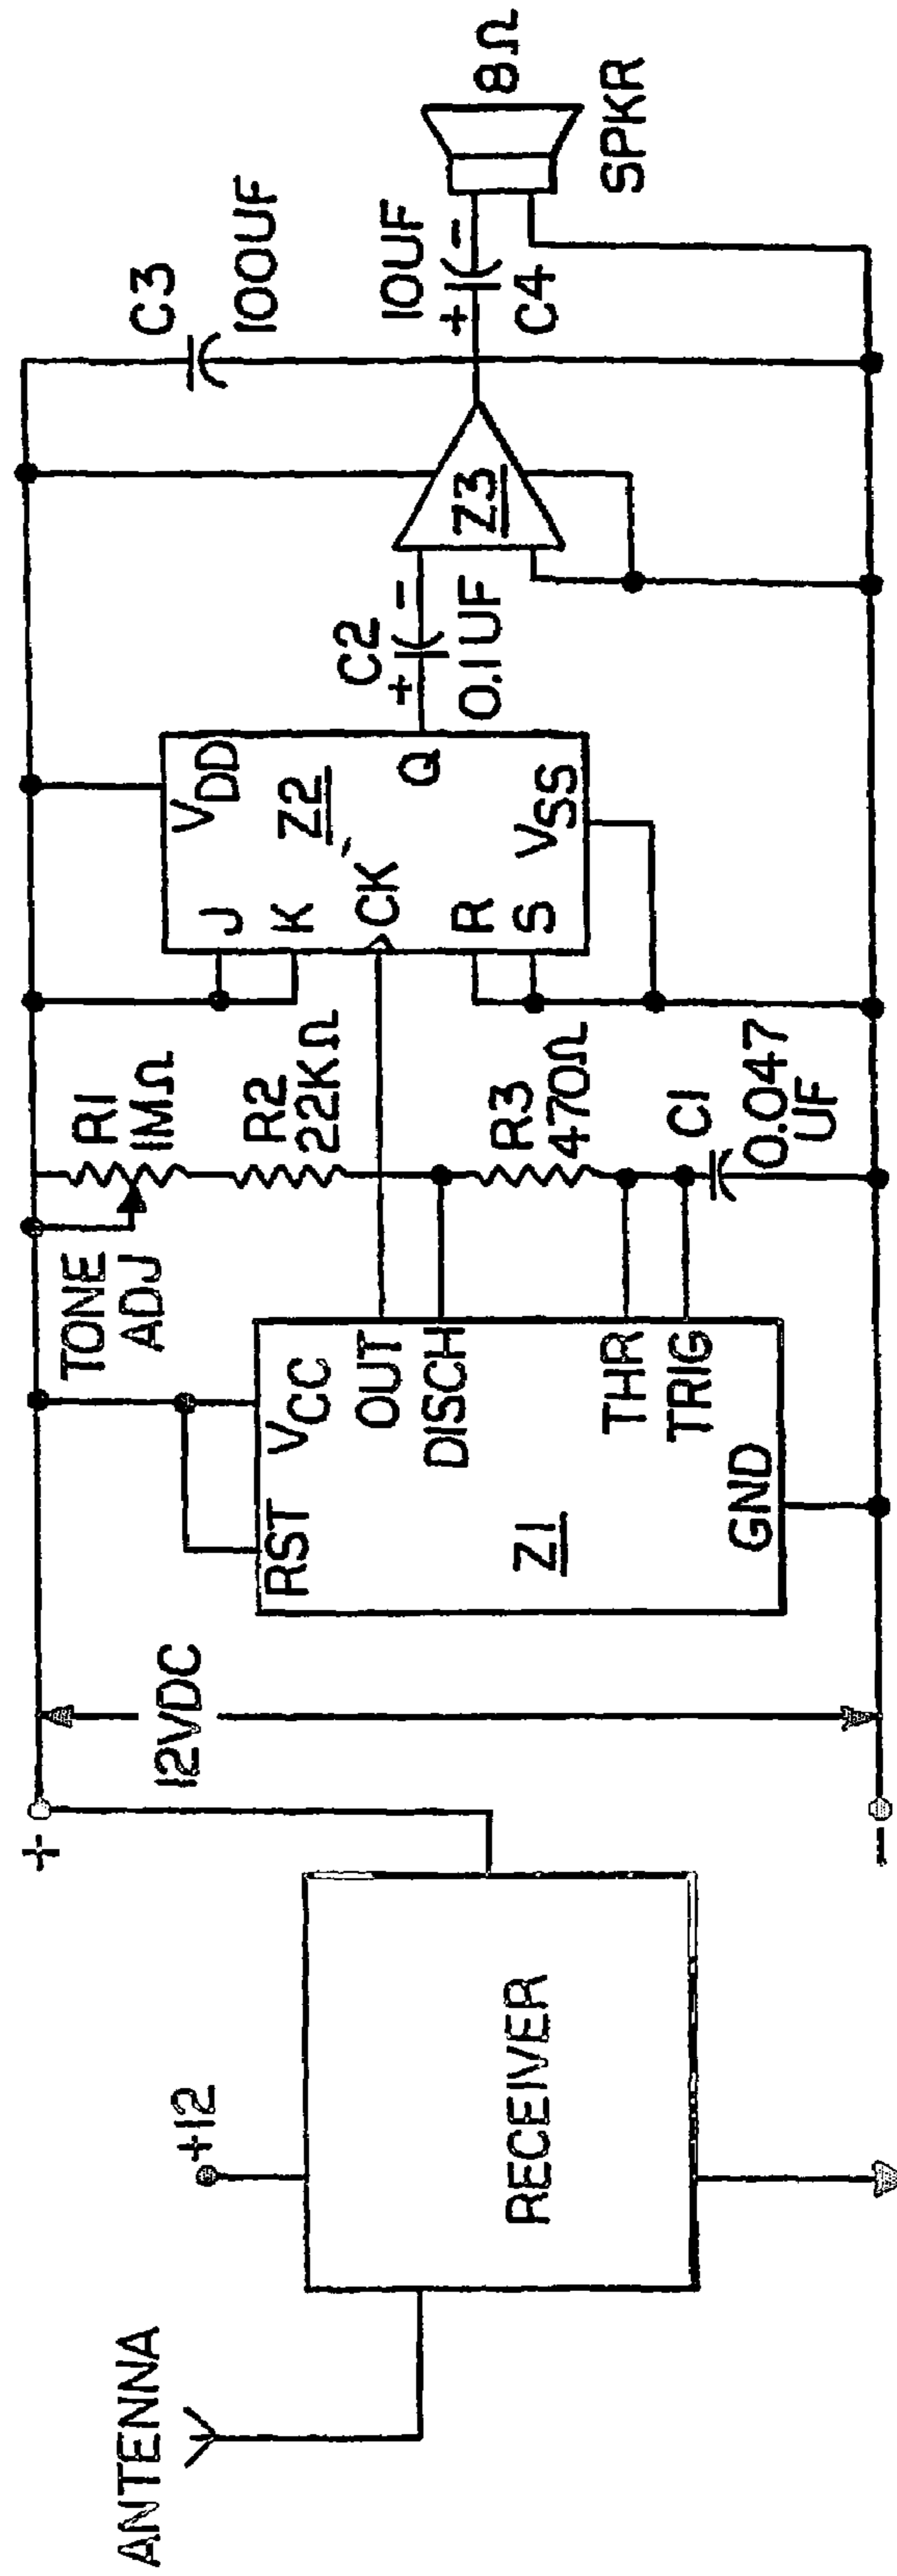 ANTENNA
+12
RECEIVER
+
12VDC
−
TONE
ADJ
RST
VCC
OUT
DISCH
THR
TRIG
GND
Z1
R1
1MΩ
R2
22KΩ
R3
470Ω
C1
0.047
UF
J
K
CK
R
S
VDD
Z2
Q
VSS
C2
+
−
0.1UF
Z3
C3
100UF
10UF
+
−
C4
8Ω
SPKR